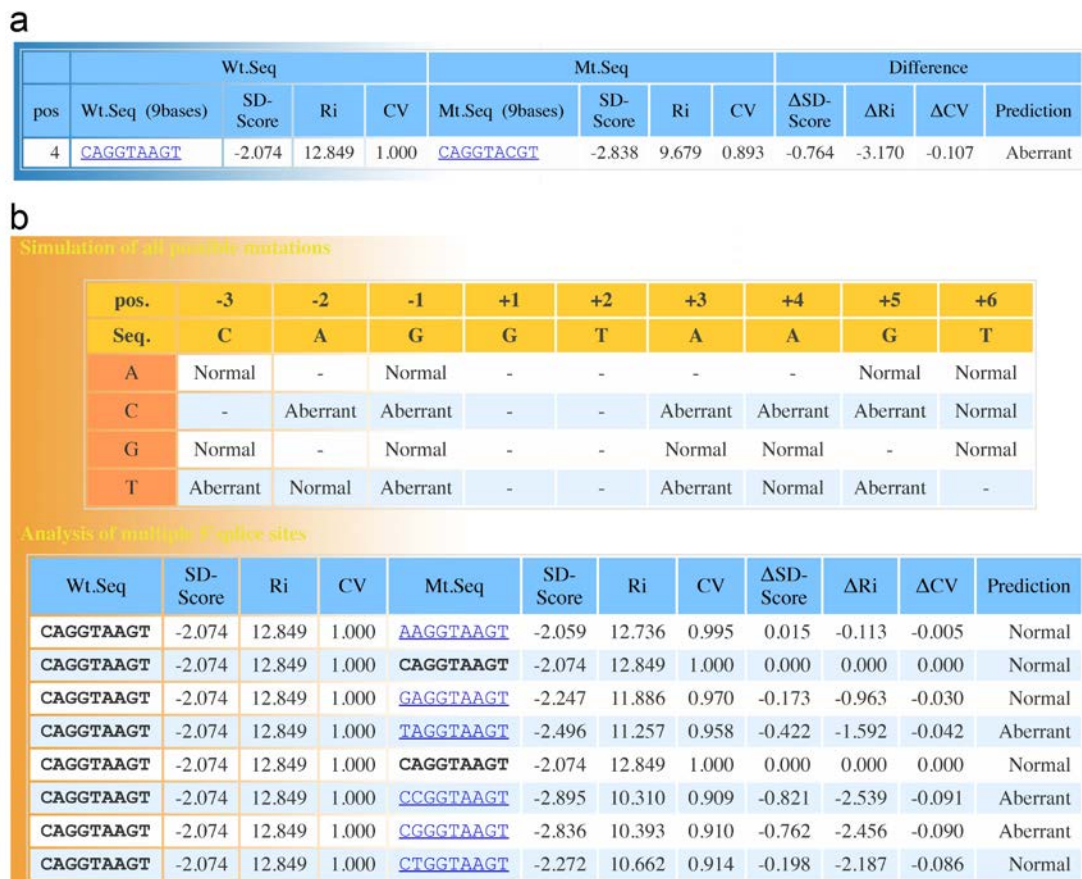 a
Wt.Seq Mt.Seq Difference
pos Wt.Seq (9bases) SD-Score Ri CV Mt.Seq (9bases) SD-Score Ri CV ΔSD-Score ΔRi ΔCV Prediction
4 CAGGTAAGT -2.074 12.849 1.000 CAGGTACGT -2.838 9.679 0.893 -0.764 -3.170 -0.107 Aberrant
b
Simulation of all possible mutations
pos. -3 -2 -1 +1 +2 +3 +4 +5 +6
Seq. C A G G T A A G T
A Normal - Normal - - - - Normal Normal
C - Aberrant Aberrant - - Aberrant Aberrant Aberrant Normal
G Normal - Normal - - Normal Normal - Normal
T Aberrant Normal Aberrant - - Aberrant Normal Aberrant -
Analysis of multiple 5' splice sites
Wt.Seq SD-Score Ri CV Mt.Seq SD-Score Ri CV ΔSD-Score ΔRi ΔCV Prediction
CAGGTAAGT -2.074 12.849 1.000 AAGGTAAGT -2.059 12.736 0.995 0.015 -0.113 -0.005 Normal
CAGGTAAGT -2.074 12.849 1.000 CAGGTAAGT -2.074 12.849 1.000 0.000 0.000 0.000 Normal
CAGGTAAGT -2.074 12.849 1.000 GAGGTAAGT -2.247 11.886 0.970 -0.173 -0.963 -0.030 Normal
CAGGTAAGT -2.074 12.849 1.000 TAGGTAAGT -2.496 11.257 0.958 -0.422 -1.592 -0.042 Aberrant
CAGGTAAGT -2.074 12.849 1.000 CAGGTAAGT -2.074 12.849 1.000 0.000 0.000 0.000 Normal
CAGGTAAGT -2.074 12.849 1.000 CCGGTAAGT -2.895 10.310 0.909 -0.821 -2.539 -0.091 Aberrant
CAGGTAAGT -2.074 12.849 1.000 CGGGTAAGT -2.836 10.393 0.910 -0.762 -2.456 -0.090 Aberrant
CAGGTAAGT -2.074 12.849 1.000 CTGGTAAGT -2.272 10.662 0.914 -0.198 -2.187 -0.086 Normal